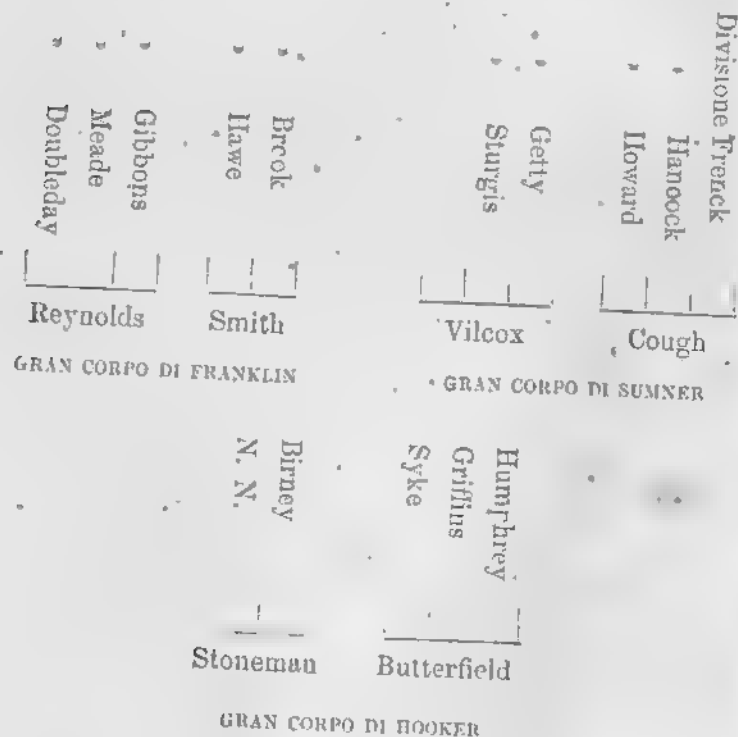 Doubleday
Meade
Gibbons
Hawe
Brook
Sturgis
Getty
Howard
Hanoock
Divisione Frenck
Reynolds
Smith
Vilcox
Cough
GRAN CORPO DI FRANKLIN
GRAN CORPO DI SUMNER
N. N.
Birney
Syke
Griffins
Humphrey
Stoneman
Butterfield
GRAN CORPO DI HOOKER